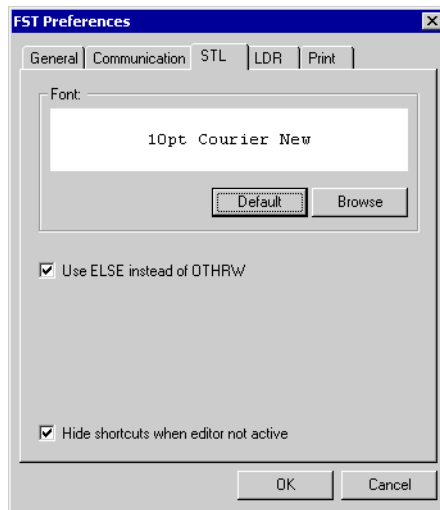 FST Preferences
General Communication STL LDR Print
Font:
10pt Courier New
Default Browse
Use ELSE instead of OTHRW
Hide shortcuts when editor not active
OK Cancel